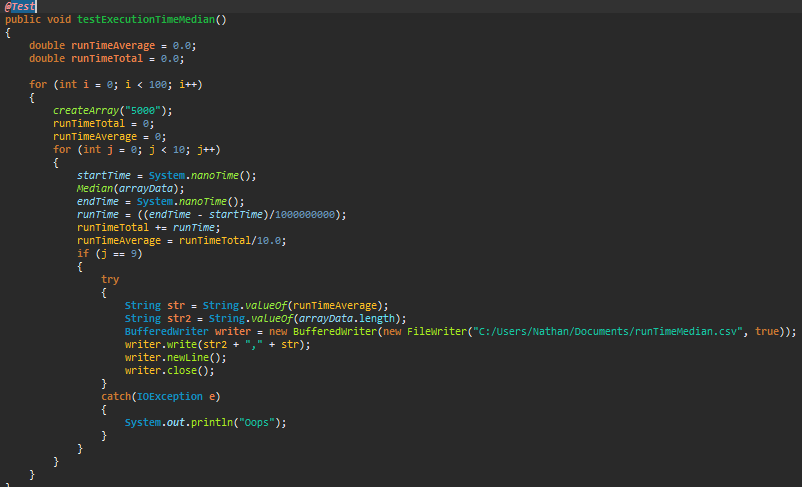 @Test
public void testExecutionTimeMedian()
{
    double runTimeAverage = 0.0;
    double runTimeTotal = 0.0;

    for (int i = 0; i < 100; i++)
    {
        createArray("5000");
        runTimeTotal = 0;
        runTimeAverage = 0;
        for (int j = 0; j < 10; j++)
        {
            startTime = System.nanoTime();
            Median(arrayData);
            endTime = System.nanoTime();
            runTime = ((endTime - startTime)/1000000000);
            runTimeTotal += runTime;
            runTimeAverage = runTimeTotal/10.0;
            if (j == 9)
            {
                try
                {
                    String str = String.valueOf(runTimeAverage);
                    String str2 = String.valueOf(arrayData.length);
                    BufferedWriter writer = new BufferedWriter(new FileWriter("C:/Users/Nathan/Documents/runTimeMedian.csv", true));
                    writer.write(str2 + "," + str);
                    writer.newLine();
                    writer.close();
                }
                catch(IOException e)
                {
                    System.out.println("Oops");
                }
            }
        }
    }
}